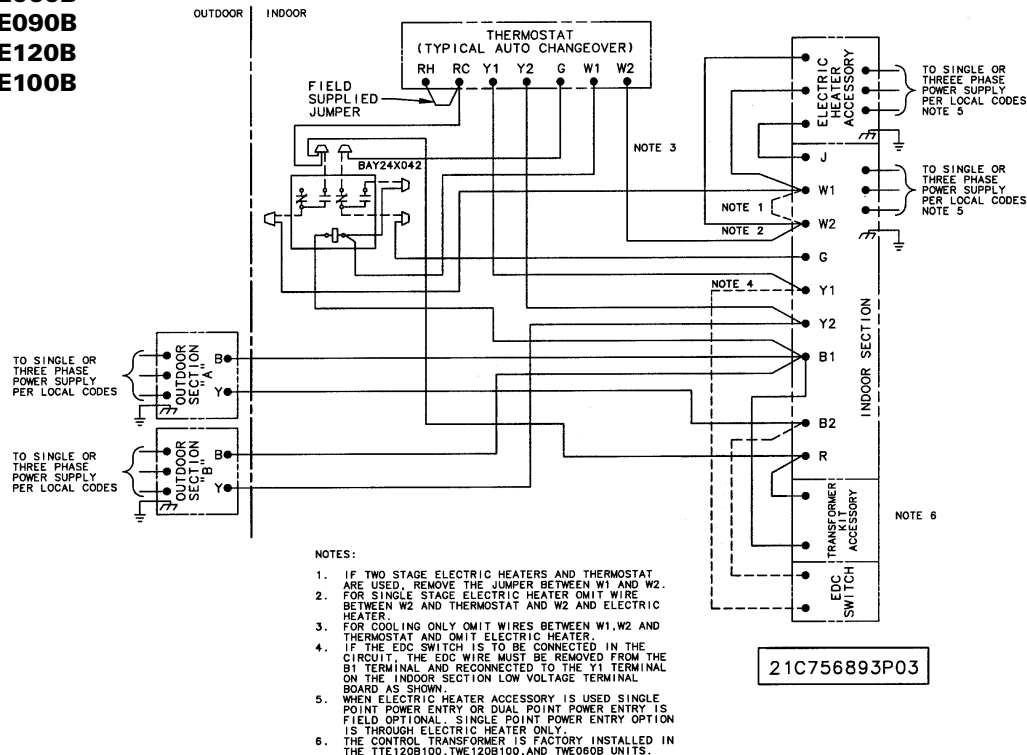 E090B
E120B
E100B
OUTDOOR
INDOOR
THERMOSTAT
(TYPICAL AUTO CHANGEOVER)
RH RC Y1 Y2 G W1 W2
FIELD
SUPPLIED
JUMPER
BAY24X042
NOTE 3
ELECTRIC
HEATER
ACCESSORY
TO SINGLE OR
THREEE PHASE
POWER SUPPLY
PER LOCAL CODES
NOTE 5
J
W1
NOTE 1
W2
NOTE 2
TO SINGLE OR
THREE PHASE
POWER SUPPLY
PER LOCAL CODES
NOTE 5
G
NOTE 4
Y1
Y2
B1
B2
R
INDOOR SECTION
TO SINGLE OR
THREE PHASE
POWER SUPPLY
PER LOCAL CODES
OUTDOOR
SECTION
"A"
B
Y
TO SINGLE OR
THREE PHASE
POWER SUPPLY
PER LOCAL CODES
OUTDOOR
SECTION
"B"
B
Y
TRANSFORMER
KIT
ACCESSORY
NOTE 6
EDC
SWITCH
NOTES:
1. IF TWO STAGE ELECTRIC HEATERS AND THERMOSTAT
ARE USED, REMOVE THE JUMPER BETWEEN W1 AND W2.
2. FOR SINGLE STAGE ELECTRIC HEATER OMIT WIRE
BETWEEN W2 AND THERMOSTAT AND W2 AND ELECTRIC
HEATER.
3. FOR COOLING ONLY OMIT WIRES BETWEEN W1,W2 AND
THERMOSTAT AND OMIT ELECTRIC HEATER.
4. IF THE EDC SWITCH IS TO BE CONNECTED IN THE
CIRCUIT, THE EDC WIRE MUST BE REMOVED FROM THE
B1 TERMINAL AND RECONNECTED TO THE Y1 TERMINAL
ON THE INDOOR SECTION LOW VOLTAGE TERMINAL
BOARD AS SHOWN.
5. WHEN ELECTRIC HEATER ACCESSORY IS USED SINGLE
POINT POWER ENTRY OR DUAL POINT POWER ENTRY IS
FIELD OPTIONAL. SINGLE POINT POWER ENTRY OPTION
IS THROUGH ELECTRIC HEATER ONLY.
6. THE CONTROL TRANSFORMER IS FACTORY INSTALLED IN
THE TTE120B100,TWE120B100,AND TWE060B UNITS.
21C756893P03